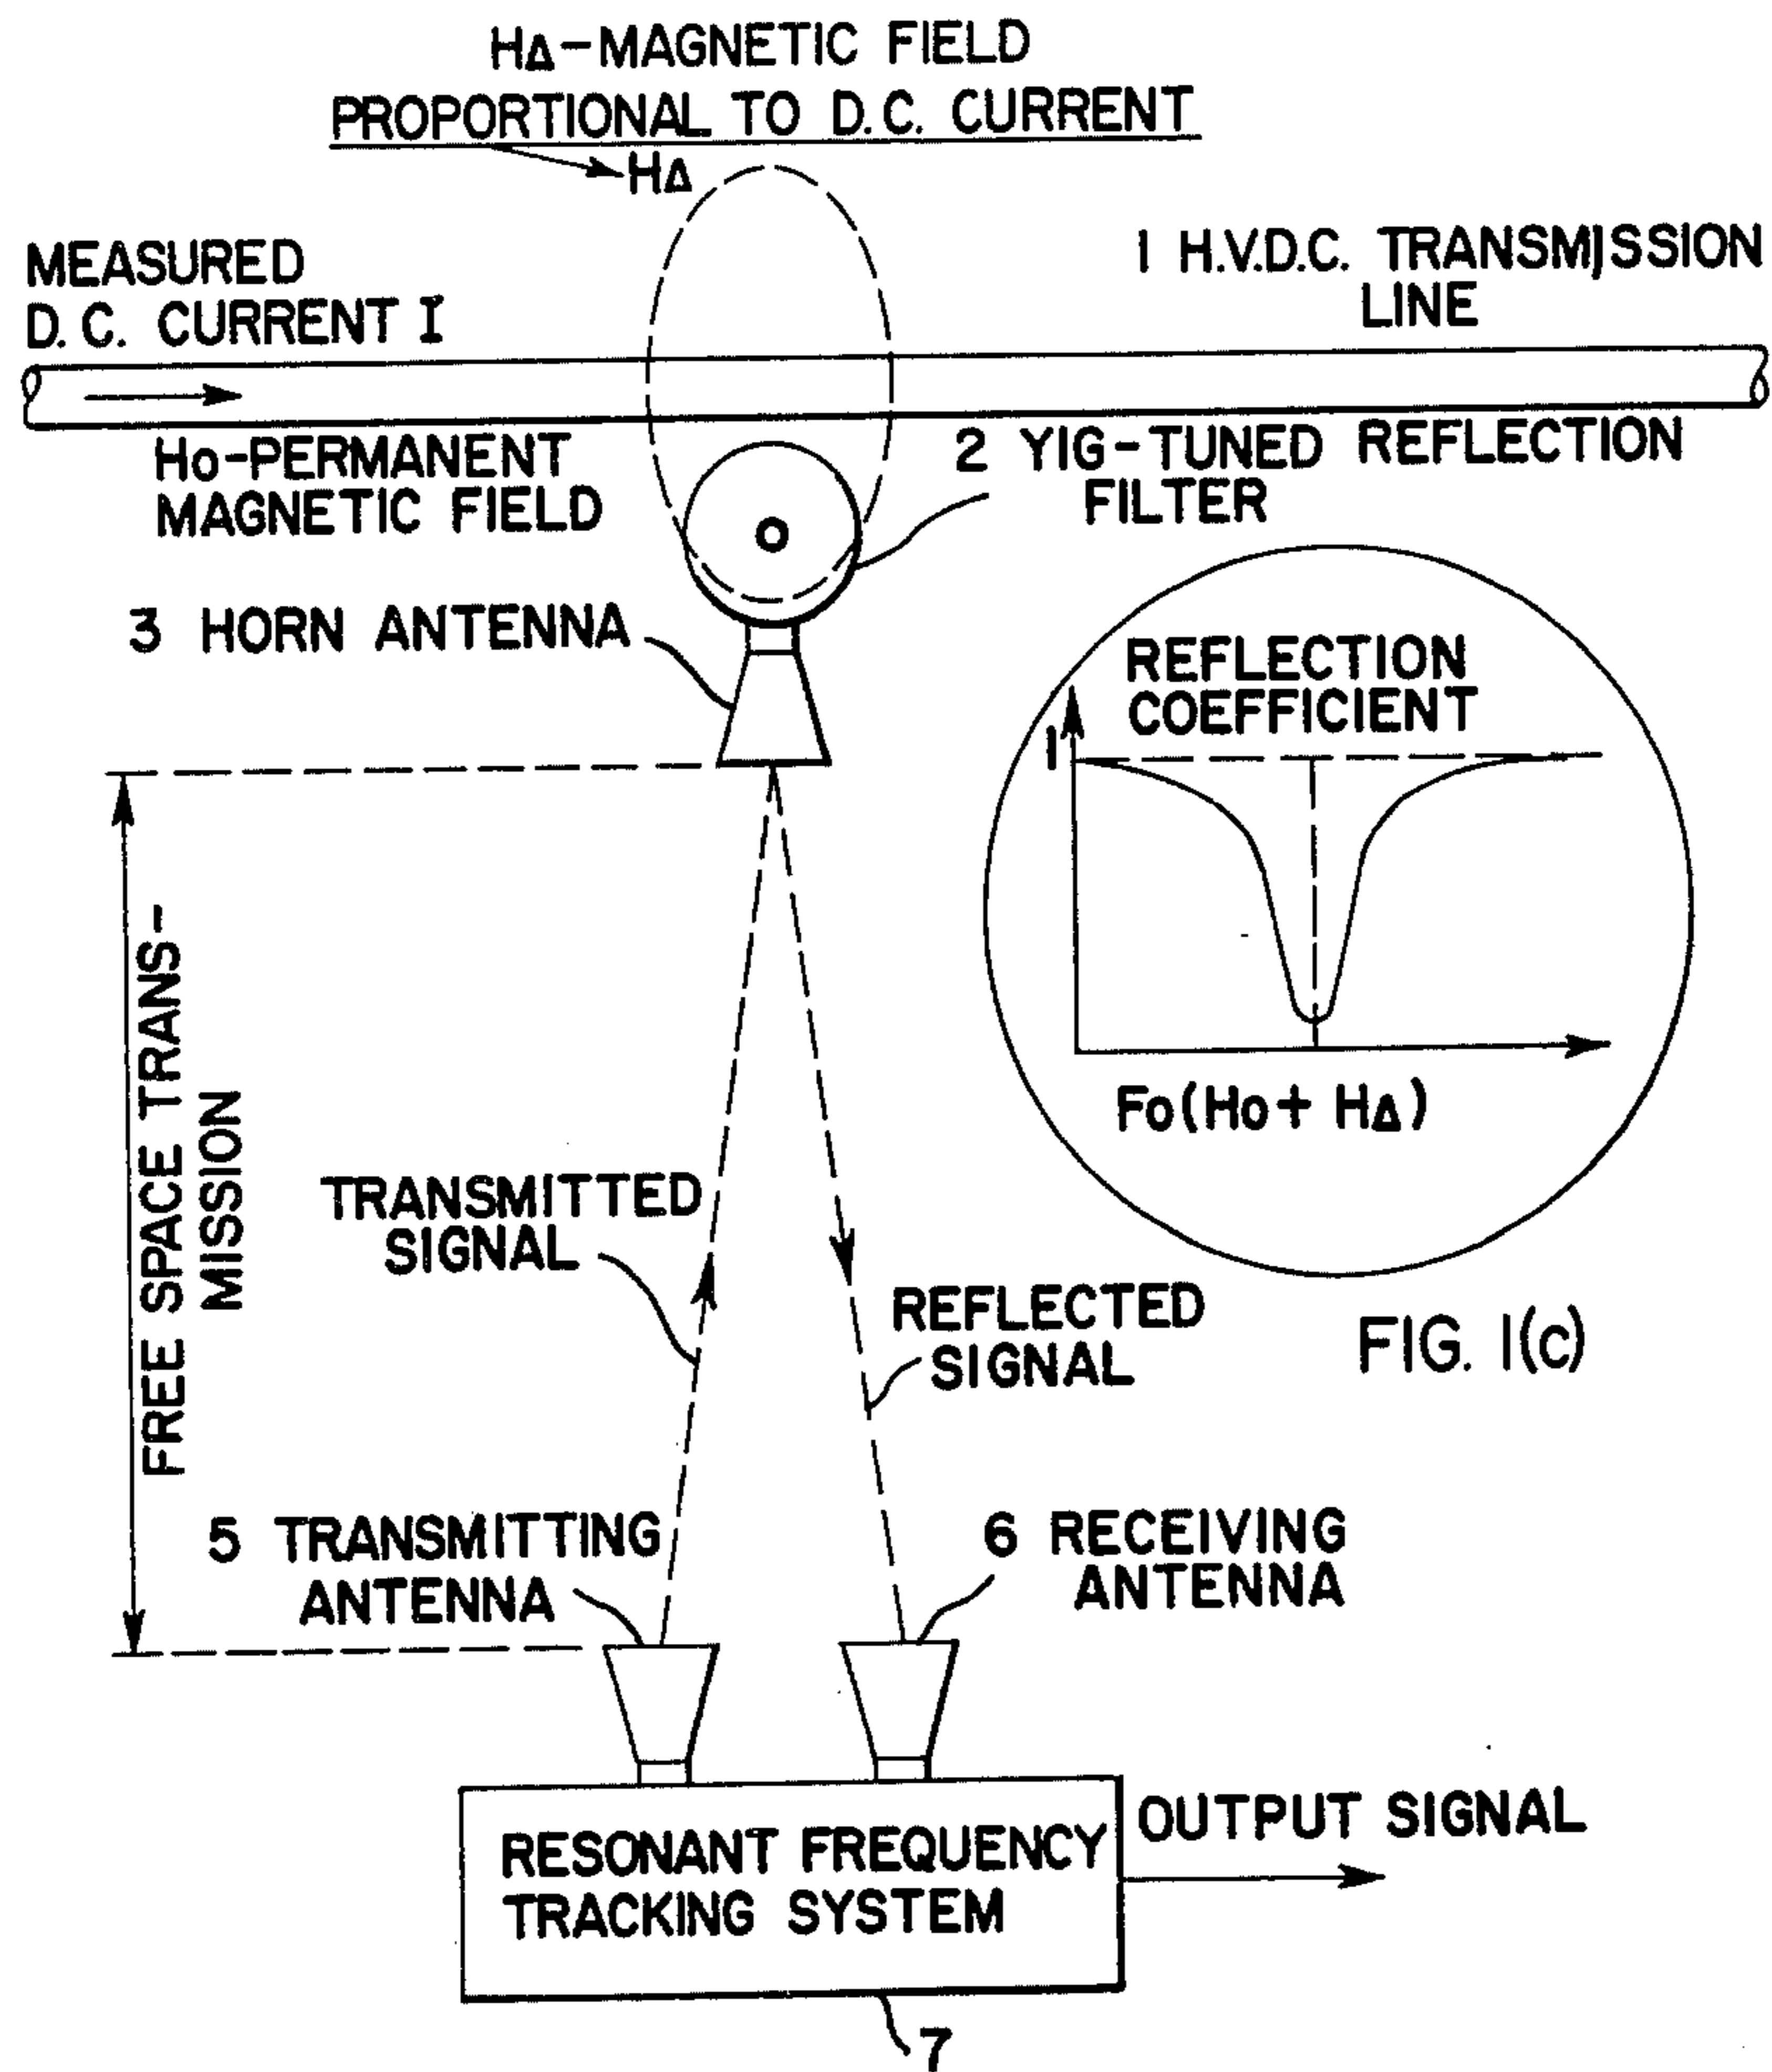 HΔ-MAGNETIC FIELD
PROPORTIONAL TO D.C. CURRENT
HΔ
MEASURED
D.C. CURRENT I
1 H.V.D.C. TRANSMISSION
LINE
Ho-PERMANENT
MAGNETIC FIELD
2 YIG-TUNED REFLECTION
FILTER
3 HORN ANTENNA
REFLECTION
COEFFICIENT
1
Fo(Ho+ HΔ)
FREE SPACE TRANS-
MISSION
TRANSMITTED
SIGNAL
REFLECTED
SIGNAL
FIG. 1(c)
5 TRANSMITTING
ANTENNA
6 RECEIVING
ANTENNA
RESONANT FREQUENCY
TRACKING SYSTEM
OUTPUT SIGNAL
7